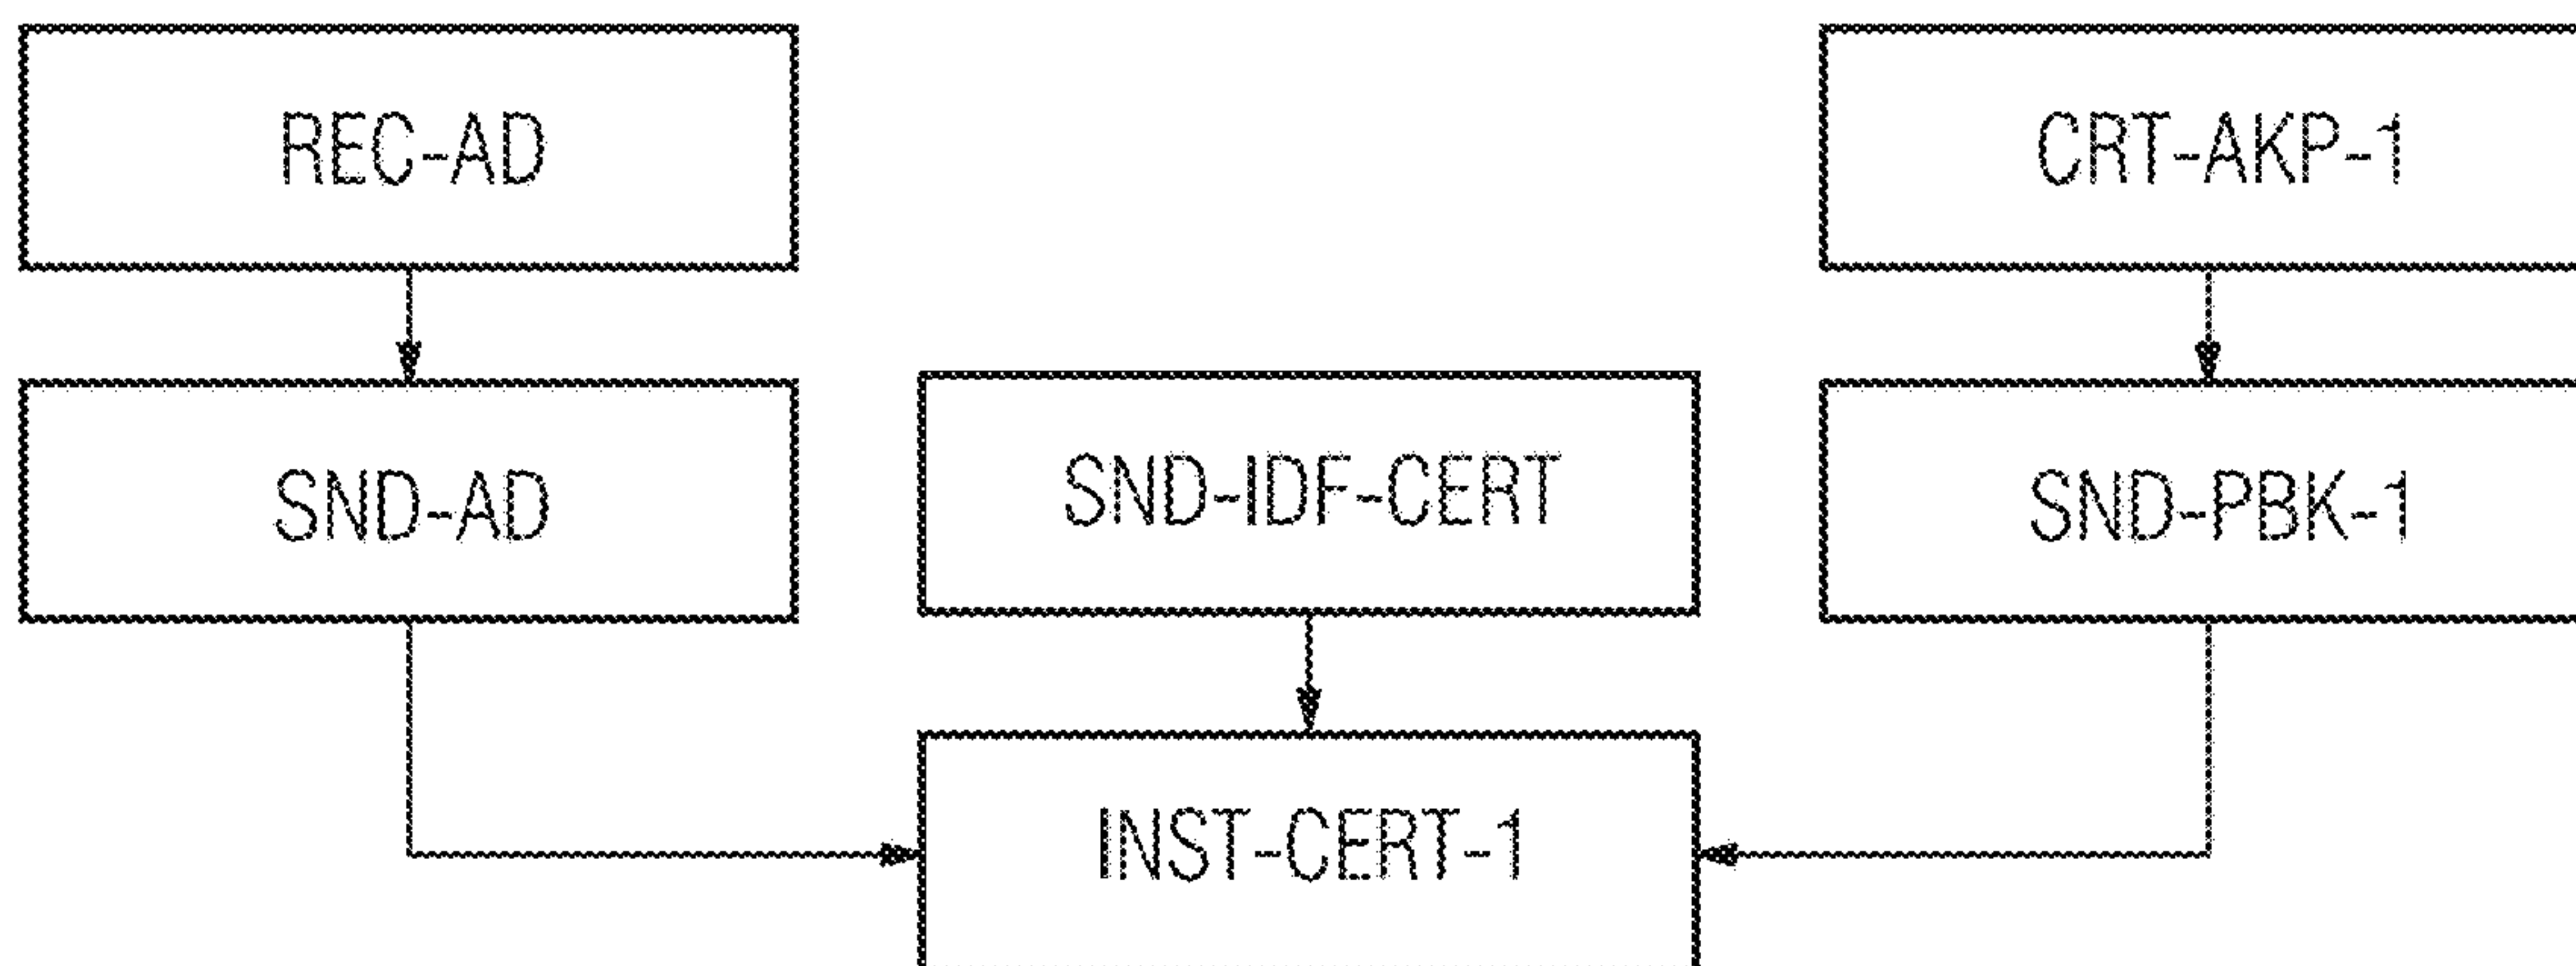 REC-AD
CRT-AKP-1
SND-AD
SND-IDF-CERT
SND-PBK-1
INST-CERT-1